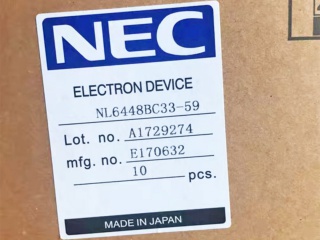 NEC
ELECTRON DEVICE
NL6448BC33-59
Lot. no. A1729274
mfg. no. E170632
10 pcs.
MADE IN JAPAN